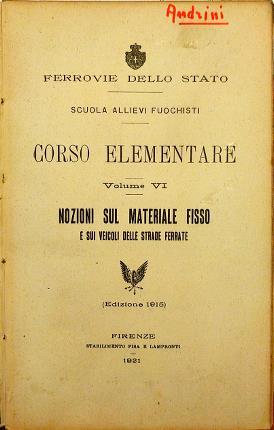 Andrini
FERROVIE DELLO STATO
SCUOLA ALLIEVI FUOCHISTI
CORSO ELEMENTARE
Volume VI
NOZIONI SUL MATERIALE FISSO
E SUI VEICOLI DELLE STRADE FERRATE
(Edizione 1915)
FIRENZE
STABILIMENTO PISA E LAMPRONTI
1921